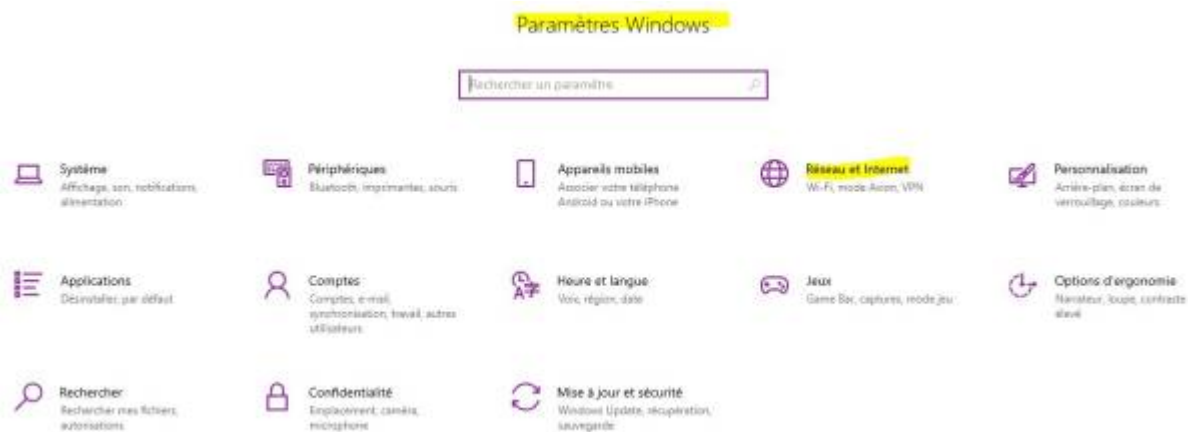 Paramètres Windows
Rechercher un paramètre
Système
Affichage, son, notifications,
alimentation
Périphériques
Bluetooth, imprimantes, souris
Appareils mobiles
Associer votre téléphone
Android ou votre iPhone
Réseau et Internet
Wi-Fi, mode Avion, VPN
Personnalisation
Arrière-plan, écran de
verrouillage, couleurs
Applications
Désinstaller, par défaut
Comptes
Comptes, e-mail,
synchronisation, travail, autres
utilisateurs
Heure et langue
Voix, région, date
Jeux
Game Bar, captures, mode jeu
Options d'ergonomie
Narrateur, loupe, contraste
élevé
Rechercher
Rechercher mes fichiers,
autorisations
Confidentialité
Emplacement, caméra,
microphone
Mise à jour et sécurité
Windows Update, récupération,
sauvegarde